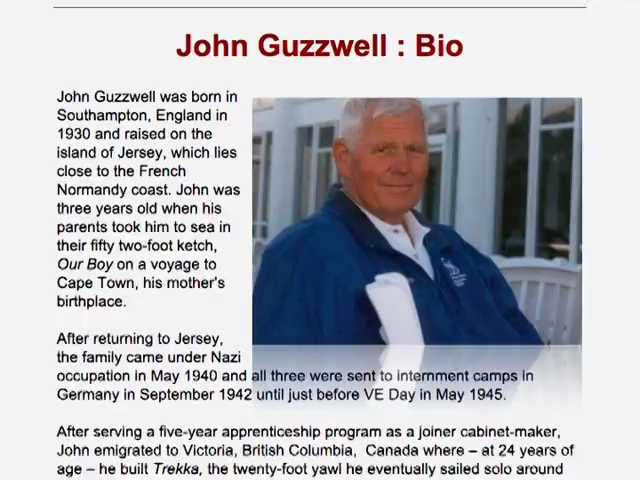 John Guzzwell : Bio
John Guzzwell was born in
Southampton, England in
1930 and raised on the
island of Jersey, which lies
close to the French
Normandy coast. John was
three years old when his
parents took him to sea in
their fifty two-foot ketch,
Our Boy on a voyage to
Cape Town, his mother's
birthplace.
After returning to Jersey,
the family came under Nazi
occupation in May 1940 and all three were sent to internment camps in
Germany in September 1942 until just before VE Day in May 1945.
After serving a five-year apprenticeship program as a joiner cabinet-maker,
John emigrated to Victoria, British Columbia, Canada where – at 24 years of
age – he built Trekka, the twenty-foot yawl he eventually sailed solo around